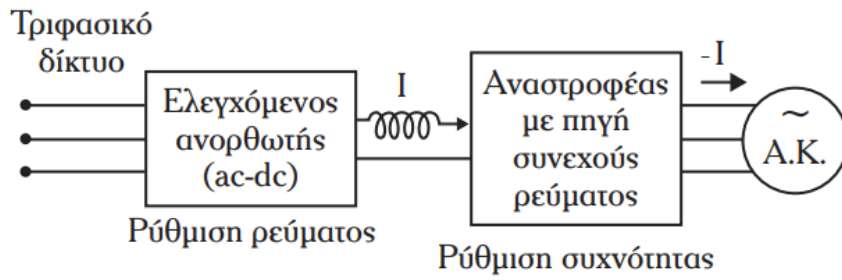 Τριφασικό
δίκτυο
Ελεγχόμενος
ανορθωτής
(ac-dc)
Ρύθμιση ρεύματος
I
Αναστροφέας
με πηγή
συνεχούς
ρεύματος
Ρύθμιση συχνότητας
-I
~
Α.Κ.